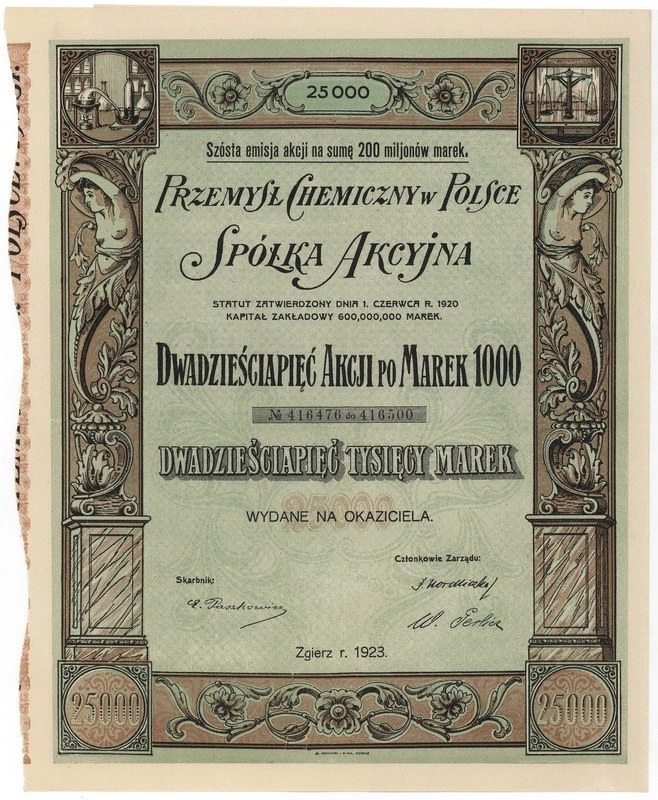 25 000
Szósta emisja akcji na sumę 200 miljonów marek.
PRZEMYSŁ CHEMICZNY W POLSCE
SPÓŁKA AKCYJNA
STATUT ZATWIERDZONY DNIA 1. CZERWCA R. 1920
KAPITAŁ ZAKŁADOWY 600,000,000 MAREK.
DWADZIEŚCIAPIĘĆ AKCJI PO MAREK 1000
№ 416476 do 416500
DWADZIEŚCIAPIĘĆ TYSIĘCY MAREK
25000
WYDANE NA OKAZICIELA.
Członkowie Zarządu:
Skarbnik:
Zgierz r. 1923.
25000
25000